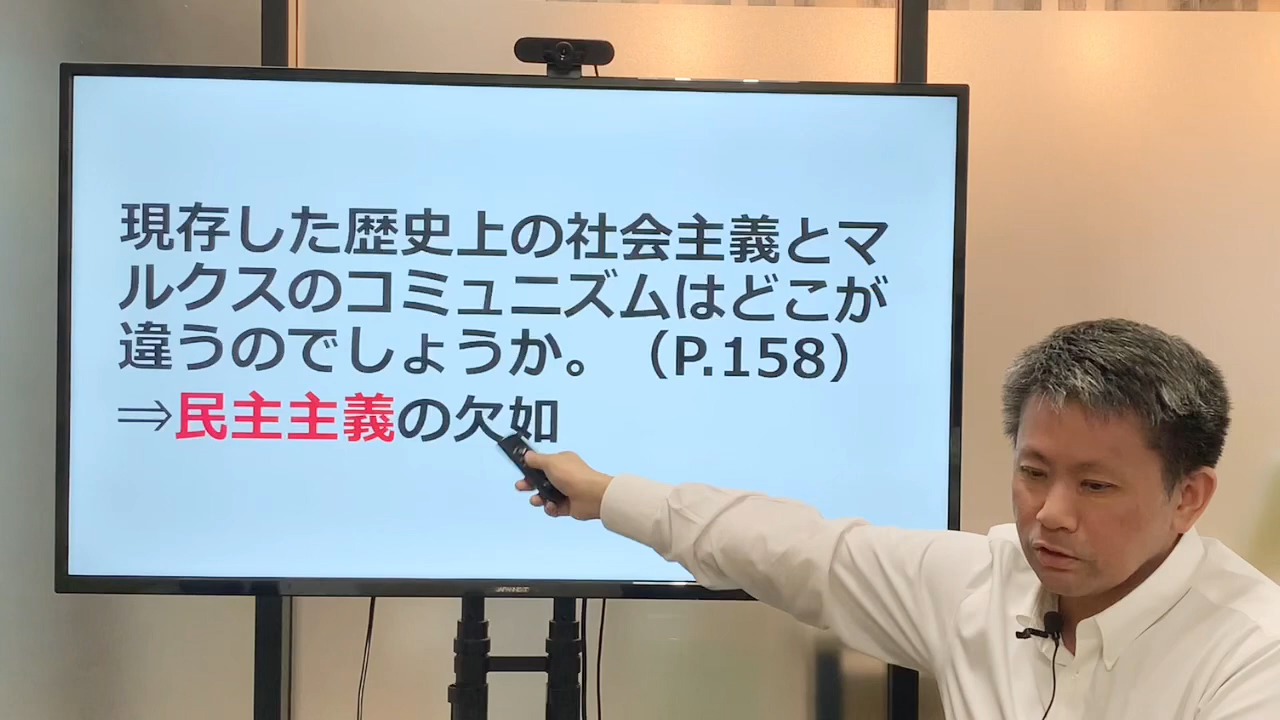 現存した歴史上の社会主義とマ
ルクスのコミュニズムはどこが
違うのでしょうか。（P.158）
⇒民主主義の欠如
JAPANNEXT